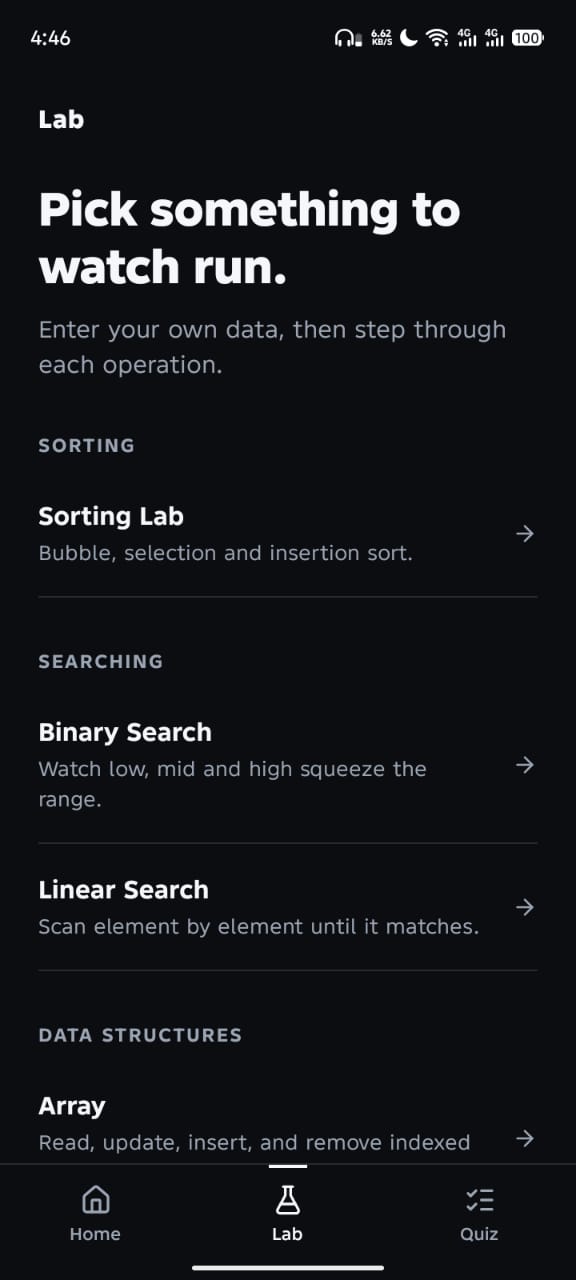 4:46
6.62
KB/S
4G
4G
100
Lab
Pick something to
watch run.
Enter your own data, then step through
each operation.
SORTING
Sorting Lab
Bubble, selection and insertion sort.
SEARCHING
Binary Search
Watch low, mid and high squeeze the
range.
Linear Search
Scan element by element until it matches.
DATA STRUCTURES
Array
Read, update, insert, and remove indexed
Home
Lab
Quiz